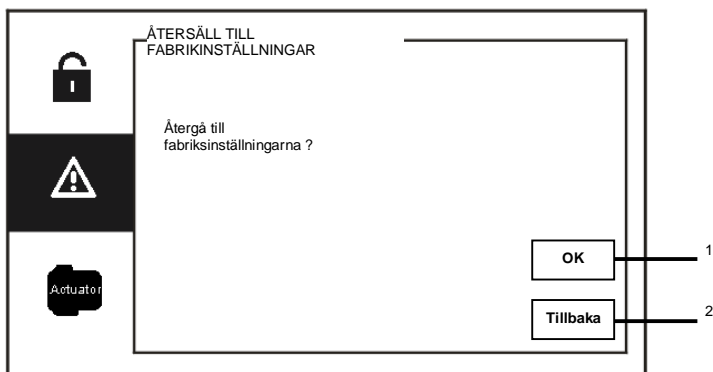 ÅTERSÄLL TILL
FABRIKINSTÄLLNINGAR
Återgå till
fabriksinställningarna ?
OK
1
Actuator
Tillbaka
2